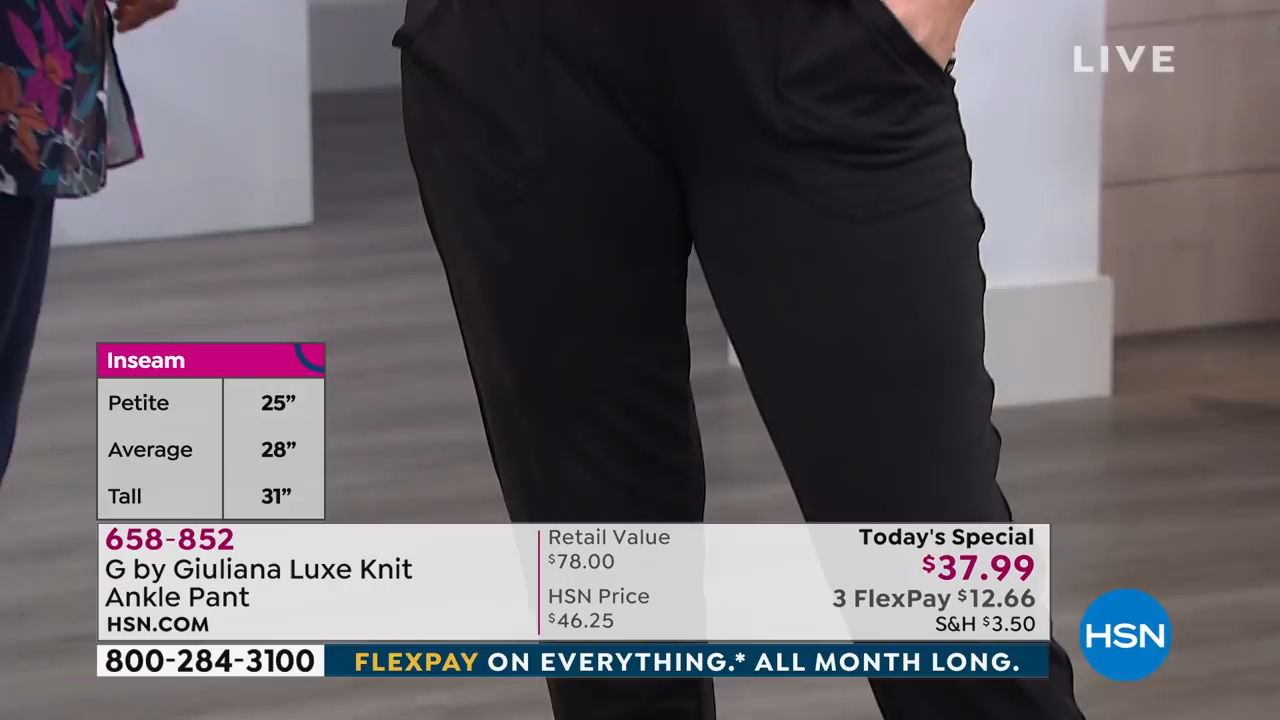 LIVE
Inseam
Petite 25”
Average 28”
Tall 31”
658-852
G by Giuliana Luxe Knit
Ankle Pant
HSN.COM
Retail Value
$78.00
HSN Price
$46.25
Today's Special
$37.99
3 FlexPay $12.66
S&H $3.50
800-284-3100
FLEXPAY ON EVERYTHING.* ALL MONTH LONG.
HSN